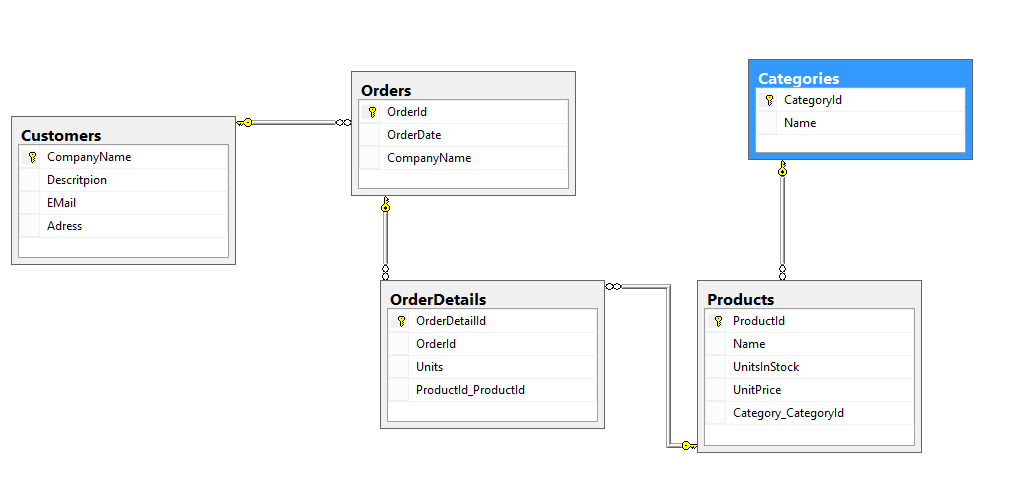 Customers
CompanyName
Descritpion
EMail
Adress
Orders
OrderId
OrderDate
CompanyName
Categories
CategoryId
Name
OrderDetails
OrderDetailId
OrderId
Units
ProductId_ProductId
Products
ProductId
Name
UnitsInStock
UnitPrice
Category_CategoryId